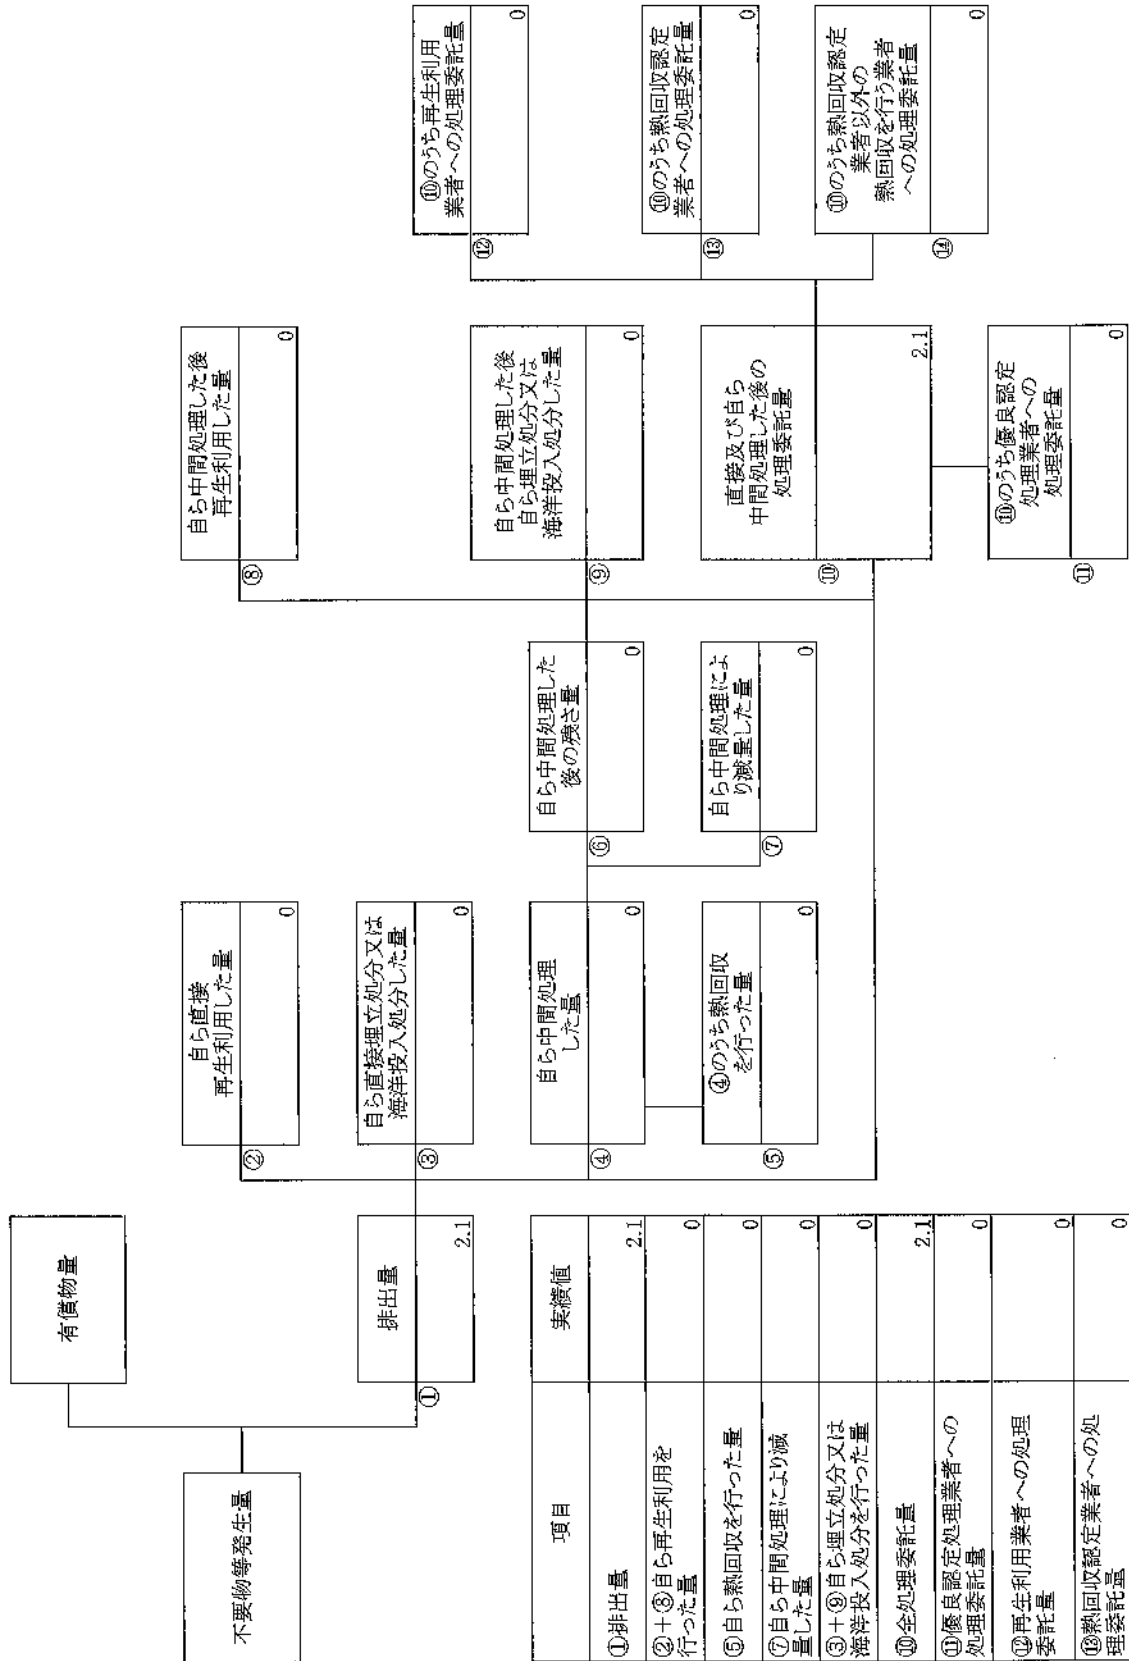 不要物等発生量
有償物量
①
排出量
2.1
②
自ら直接
再生利用した量
0
③
自ら直接埋立処分又は
海洋投入処分した量
0
④
自ら中間処理
した量
0
⑤
④のうち熱回収
を行った量
0
⑥
自ら中間処理した
後の残さ量
0
⑦
自ら中間処理によ
り減量した量
0
⑧
自ら中間処理した後
再生利用した量
0
⑨
自ら中間処理した後
自ら埋立処分又は
海洋投入処分した量
0
⑩
直接及び自ら
中間処理した後の
処理委託量
2.1
⑪
⑩のうち優良認定
処理業者への
処理委託量
0
⑫
⑩のうち再生利用
業者への処理委託量
0
⑬
⑩のうち熱回収認定
業者への処理委託量
0
⑭
⑩のうち熱回収認定
業者以外の
熱回収を行う業者
への処理委託量
0
項目 実績値
①排出量 2.1
②+⑧自ら再生利用を
行った量 0
⑤自ら熱回収を行った量 0
⑦自ら中間処理により減
量した量 0
③+⑨自ら埋立処分又は
海洋投入処分を行った量 0
⑩全処理委託量 2.1
⑪優良認定処理業者への
処理委託量 0
⑫再生利用業者への処理
委託量 0
⑬熱回収認定業者への処
理委託量 0